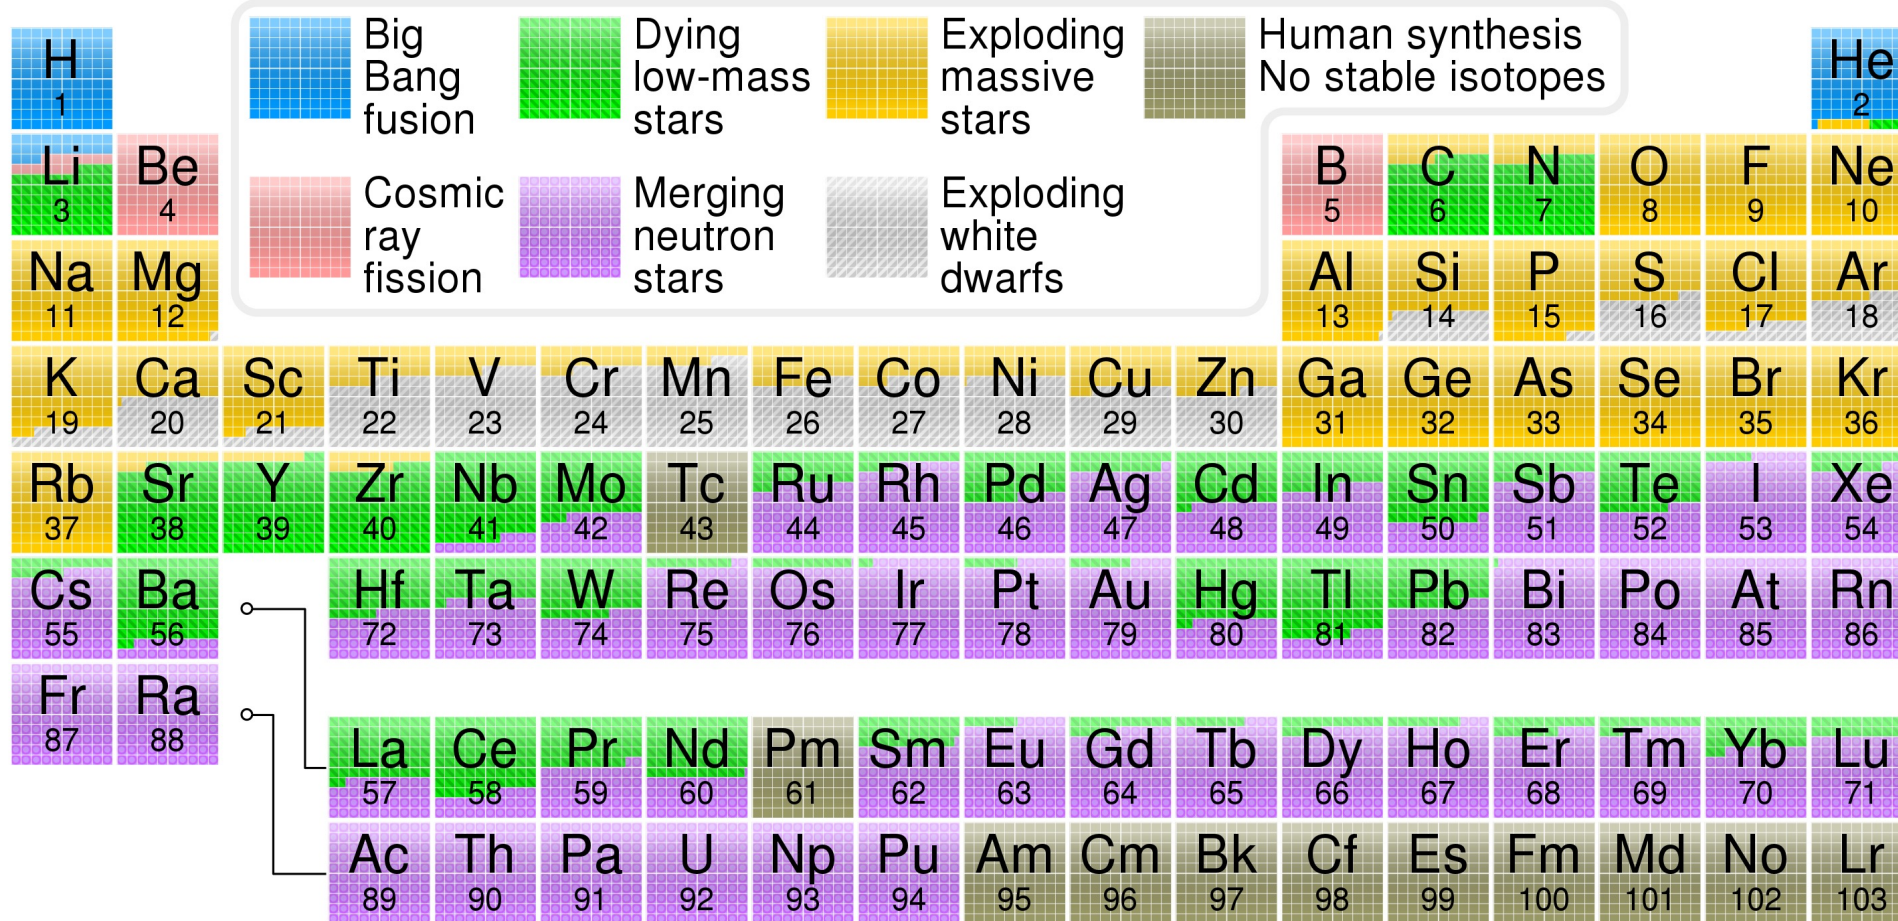 Big
Bang
fusion
Dying
low-mass
stars
Exploding
massive
stars
Human synthesis
No stable isotopes
Cosmic
ray
fission
Merging
neutron
stars
Exploding
white
dwarfs
H He
1 2
Li Be B C N O F Ne
3 4 5 6 7 8 9 10
Na Mg Al Si P S Cl Ar
11 12 13 14 15 16 17 18
K Ca Sc Ti V Cr Mn Fe Co Ni Cu Zn Ga Ge As Se Br Kr
19 20 21 22 23 24 25 26 27 28 29 30 31 32 33 34 35 36
Rb Sr Y Zr Nb Mo Tc Ru Rh Pd Ag Cd In Sn Sb Te I Xe
37 38 39 40 41 42 43 44 45 46 47 48 49 50 51 52 53 54
Cs Ba Hf Ta W Re Os Ir Pt Au Hg Tl Pb Bi Po At Rn
55 56 72 73 74 75 76 77 78 79 80 81 82 83 84 85 86
Fr Ra
87 88
La Ce Pr Nd Pm Sm Eu Gd Tb Dy Ho Er Tm Yb Lu
57 58 59 60 61 62 63 64 65 66 67 68 69 70 71
Ac Th Pa U Np Pu Am Cm Bk Cf Es Fm Md No Lr
89 90 91 92 93 94 95 96 97 98 99 100 101 102 103